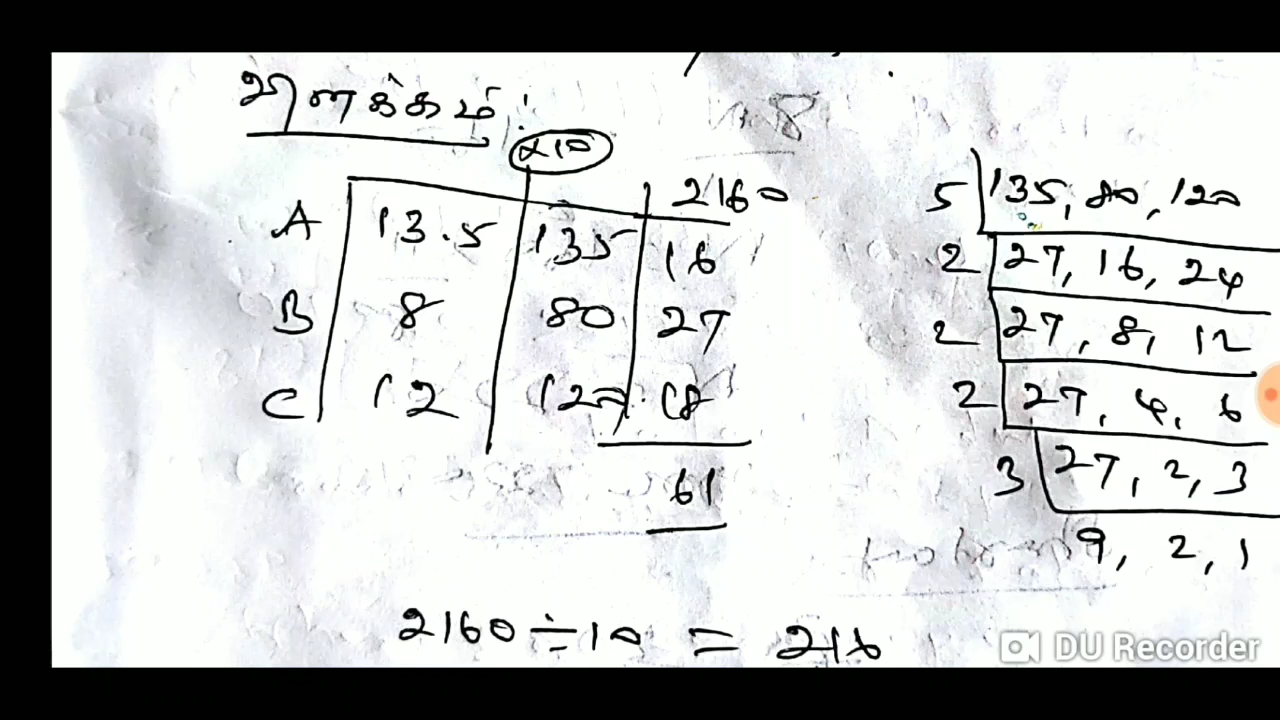 விளக்கம் :
x10
2160
A 13.5 135 16
B 8 80 27
C 12 120 18
61
2160 ÷ 10 = 216
5 135, 80, 120
2 27, 16, 24
2 27, 8, 12
2 27, 4, 6
3 27, 2, 3
9, 2, 1
DU Recorder